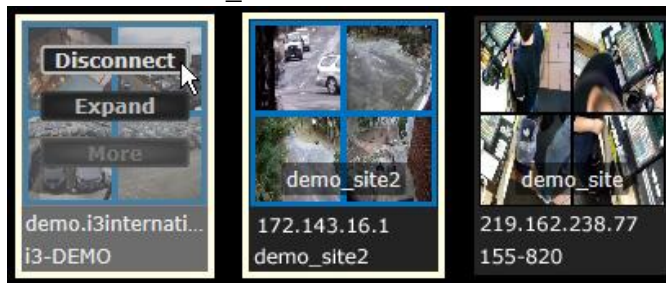 Disconnect
Expand
More
demo.i3internati...
i3-DEMO
demo_site2
172.143.16.1
demo_site2
demo_site
219.162.238.77
155-820